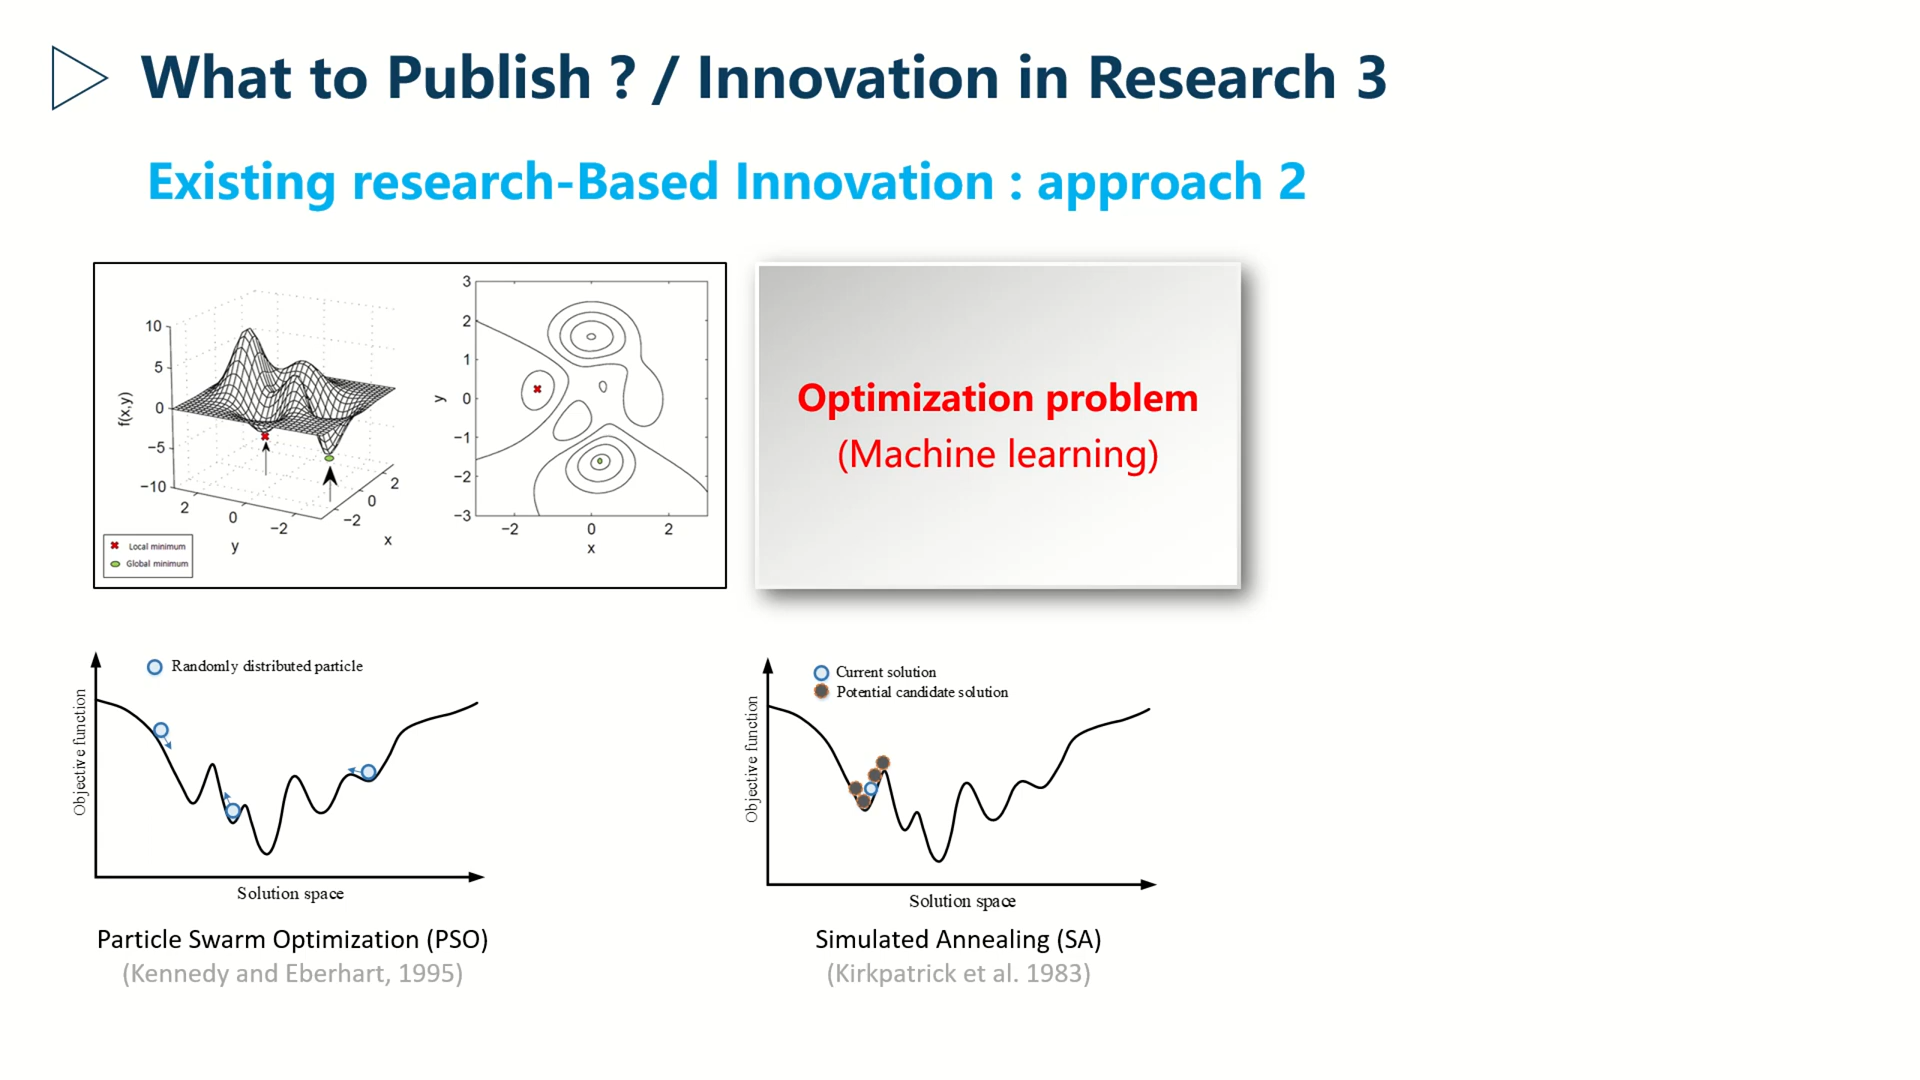 What to Publish ? / Innovation in Research 3
Existing research-Based Innovation : approach 2
10
5
0
−5
−10
f(x,y)
2
0
−2
y
−2
0
2
x
Local minimum
Global minimum
3
2
1
0
−1
−2
−3
y
−2
0
2
x
Optimization problem
(Machine learning)
Randomly distributed particle
Objective function
Solution space
Particle Swarm Optimization (PSO)
(Kennedy and Eberhart, 1995)
Current solution
Potential candidate solution
Objective function
Solution space
Simulated Annealing (SA)
(Kirkpatrick et al. 1983)